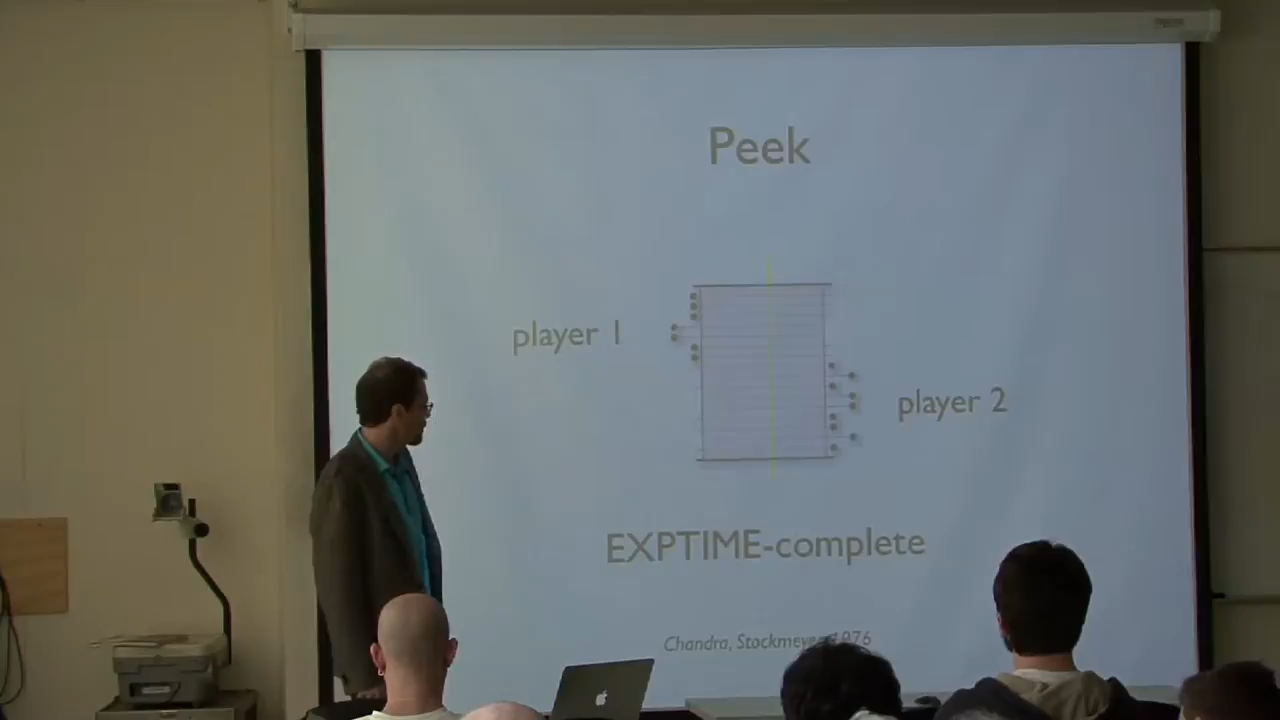 Peek
player 1
player 2
EXPTIME-complete
Chandra, Stockmeyer 1976